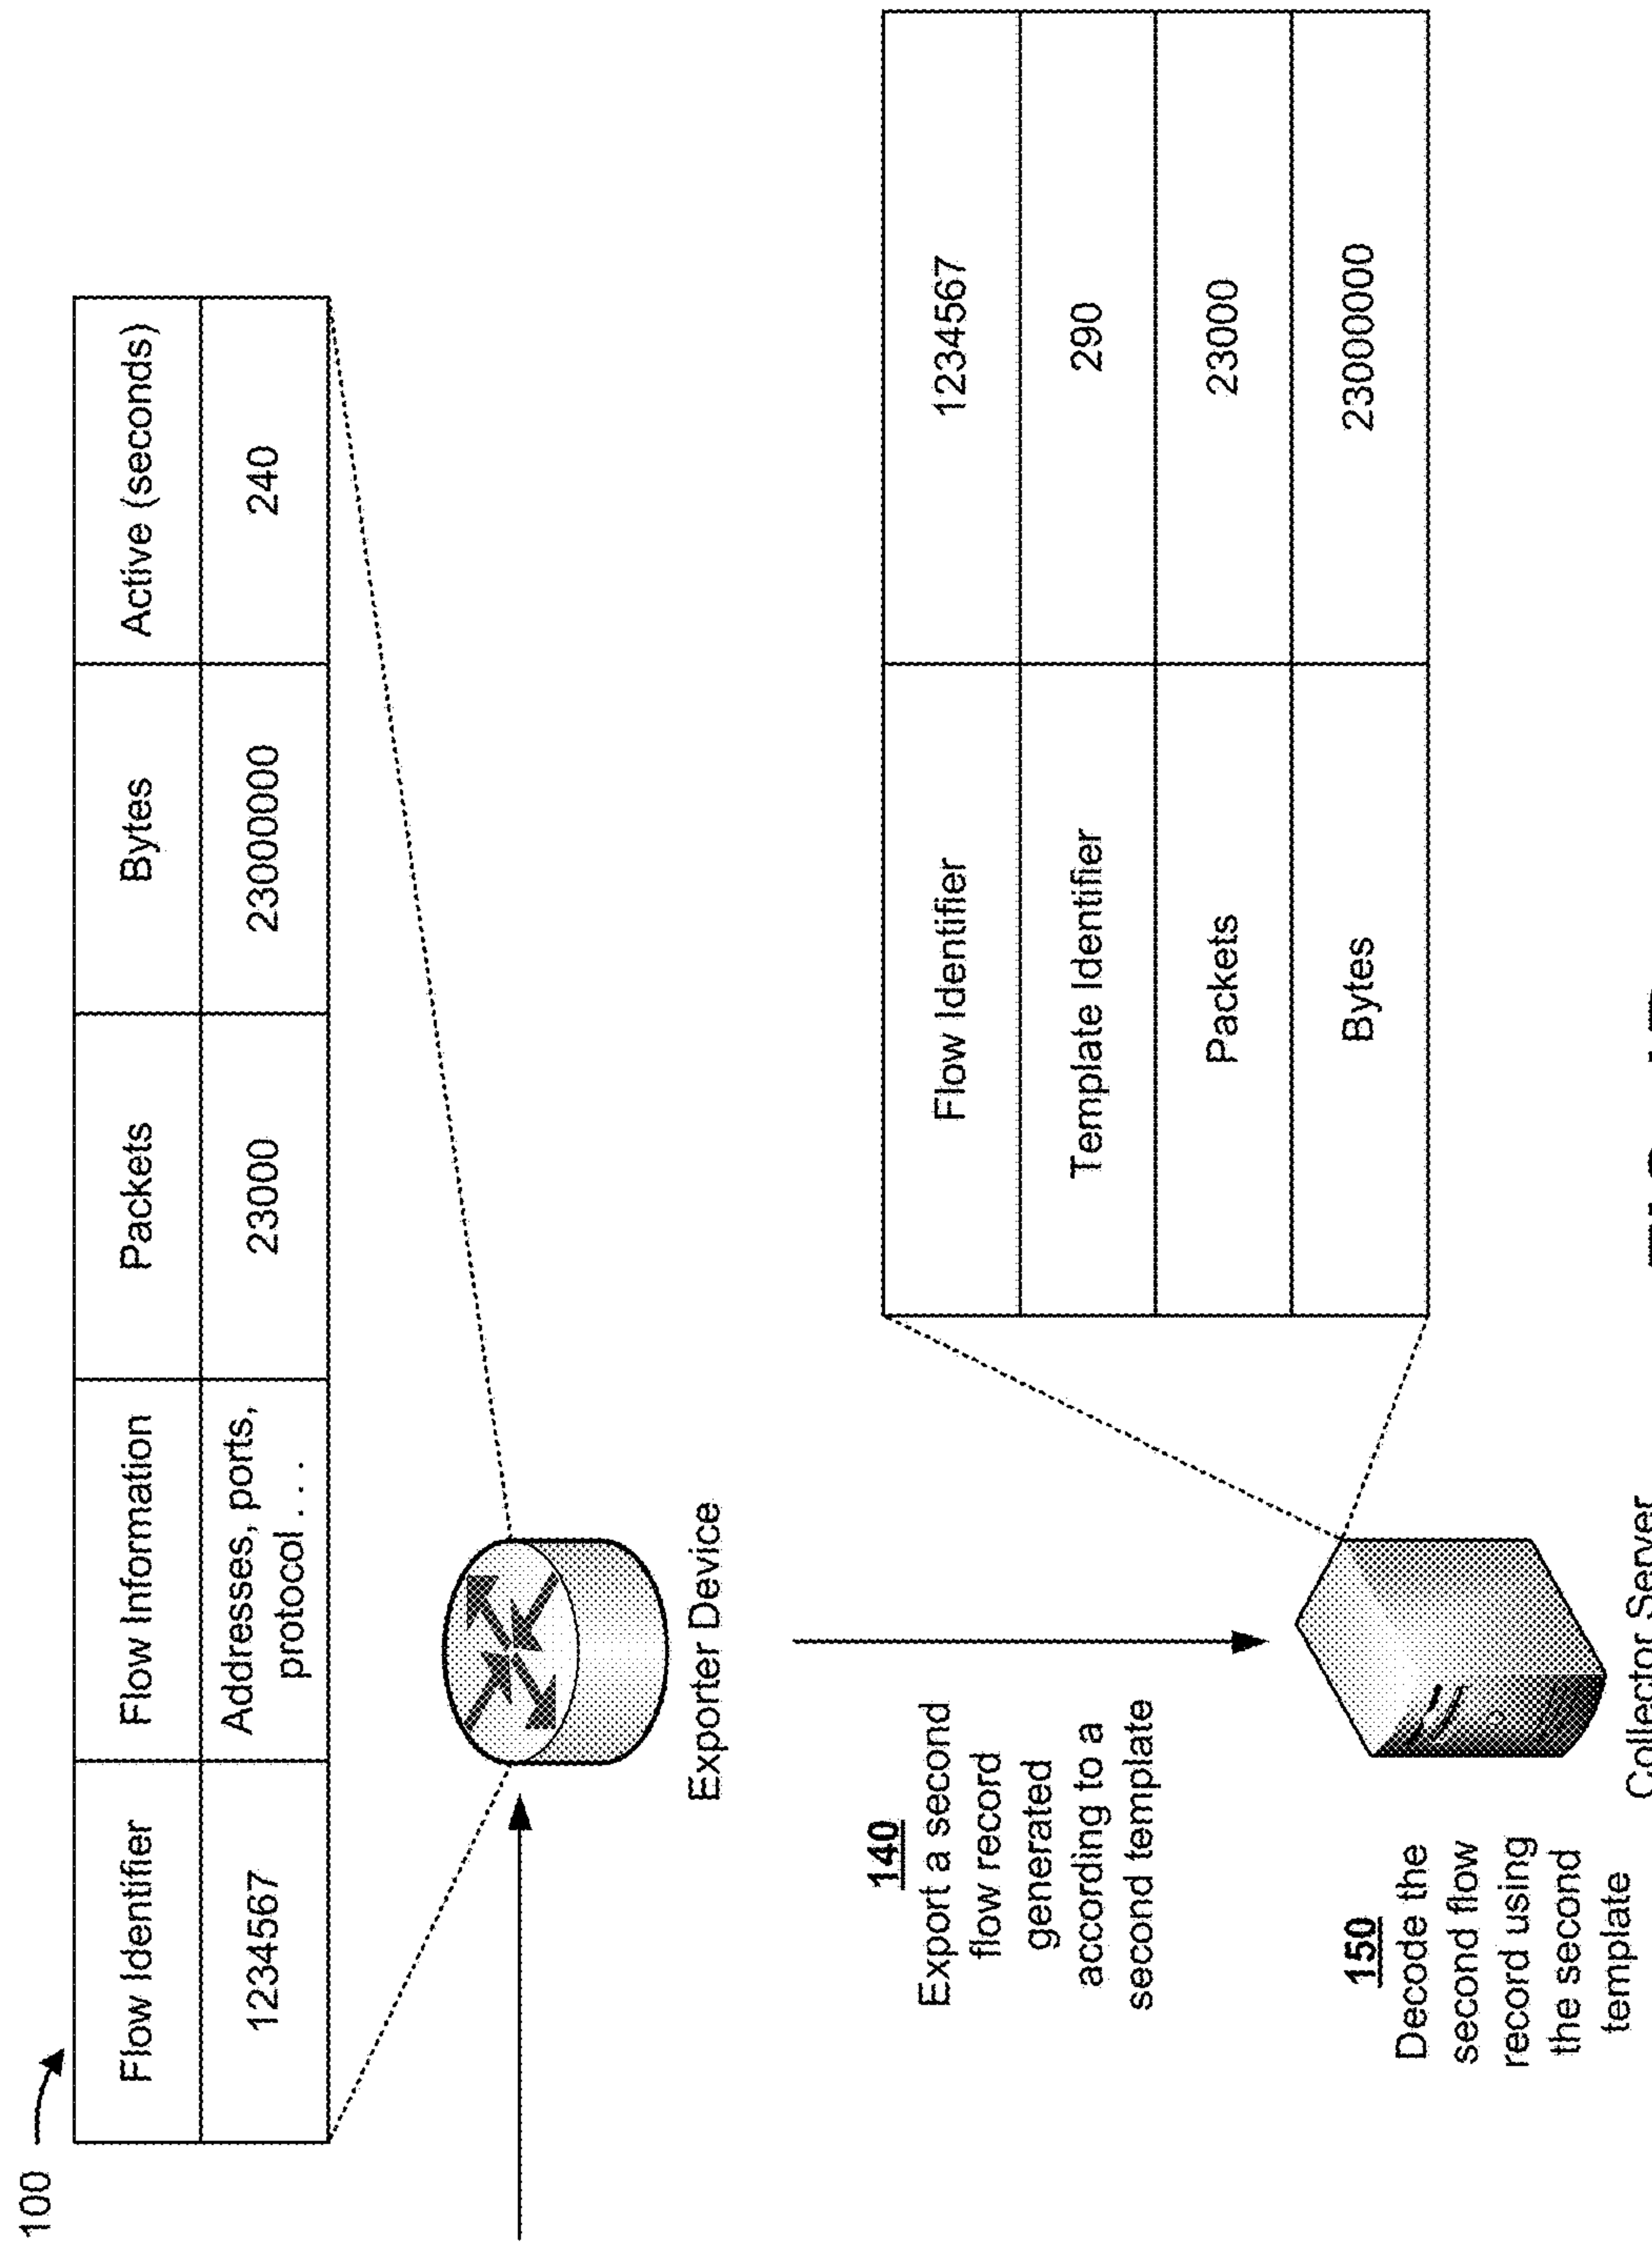 100
Flow Identifier
Flow Information
Packets
Bytes
Active (seconds)
1234567
Addresses, ports,
protocol . . .
23000
23000000
240
Exporter Device
140
Export a second
flow record
generated
according to a
second template
Flow Identifier
1234567
Template Identifier
290
Packets
23000
Bytes
23000000
150
Decode the
second flow
record using
the second
template
Collector Server